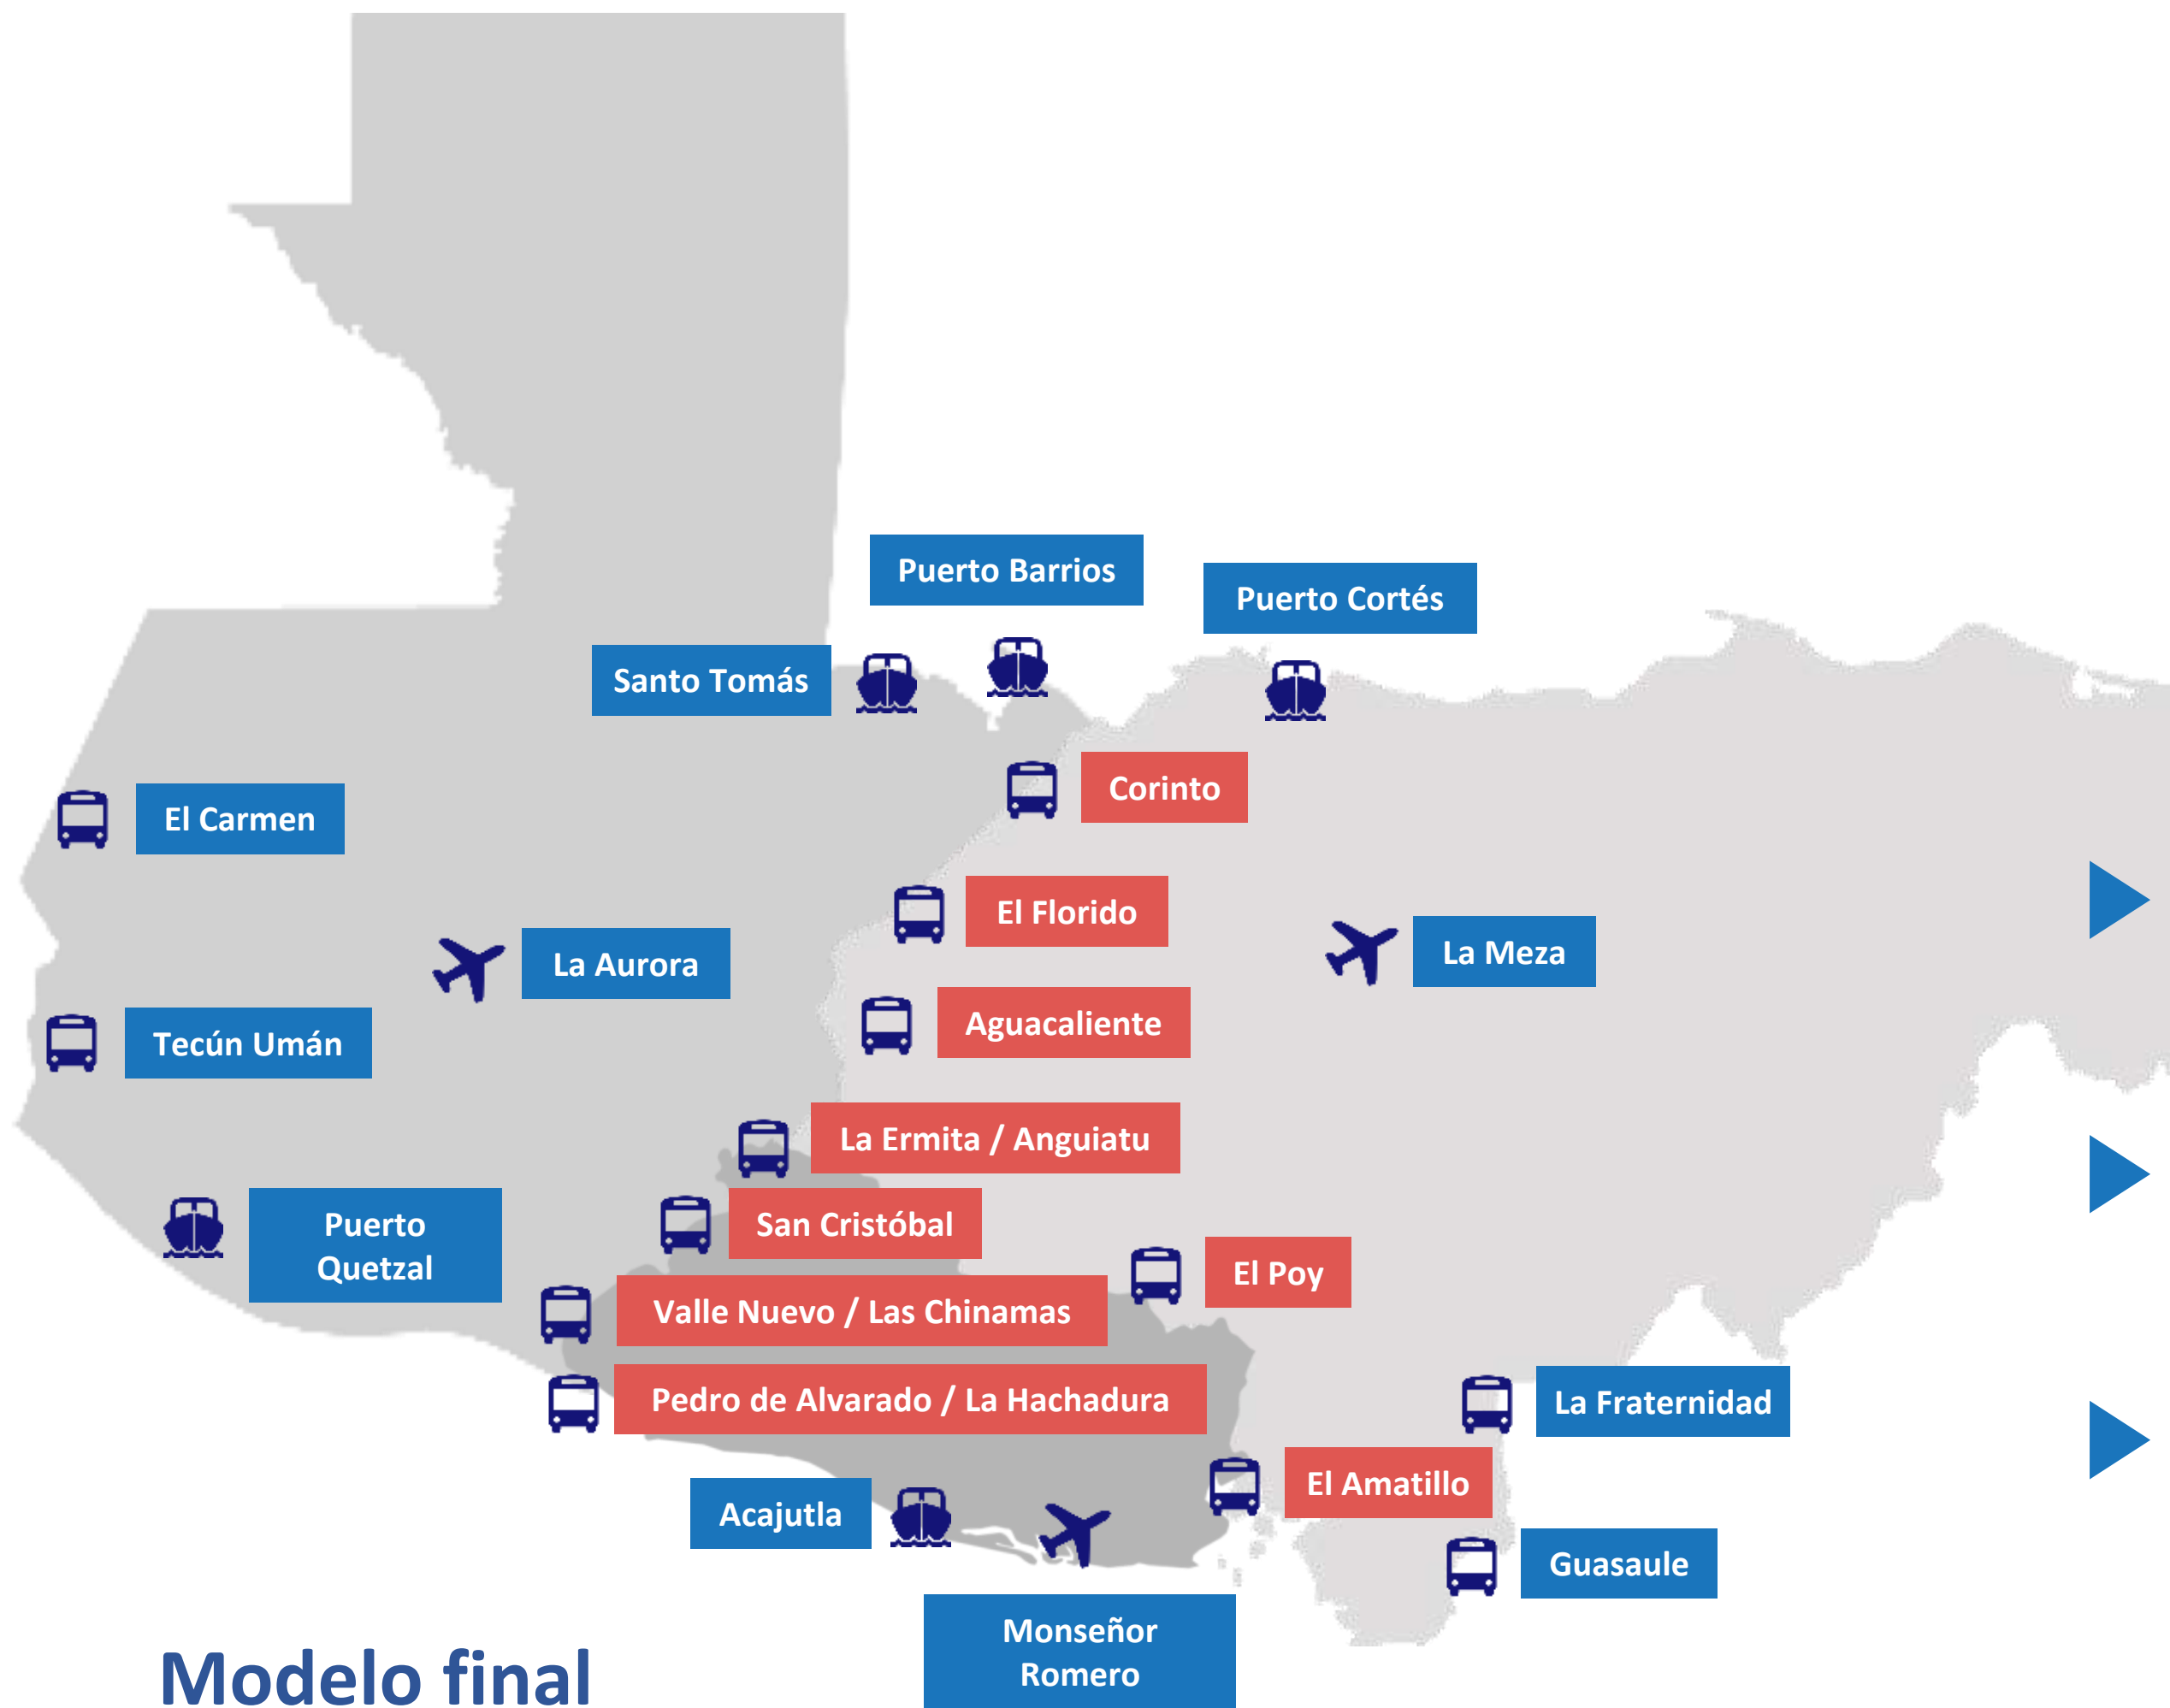 Puerto Barrios
Puerto Cortés
Santo Tomás
Corinto
El Carmen
El Florido
La Aurora
La Meza
Aguacaliente
Tecún Umán
La Ermita / Anguiatu
Puerto
Quetzal
San Cristóbal
El Poy
Valle Nuevo / Las Chinamas
Pedro de Alvarado / La Hachadura
La Fraternidad
El Amatillo
Acajutla
Guasaule
Monseñor
Romero
Modelo final